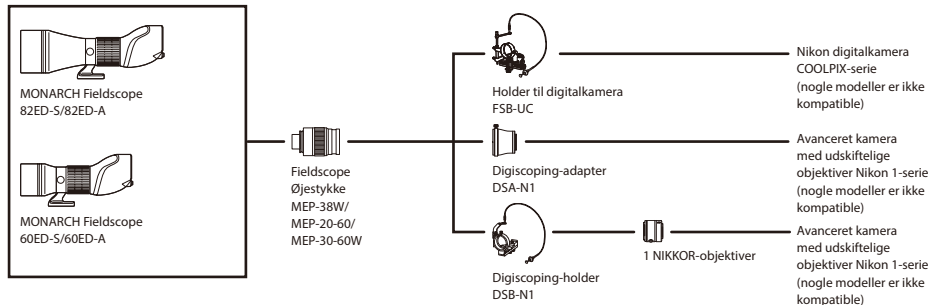 MONARCH Fieldscope
82ED-S/82ED-A
MONARCH Fieldscope
60ED-S/60ED-A
Fieldscope
Øjestykke
MEP-38W/
MEP-20-60/
MEP-30-60W
Holder til digitalkamera
FSB-UC
Digiscoping-adapter
DSA-N1
Digiscoping-holder
DSB-N1
1 NIKKOR-objektiver
Nikon digitalkamera
COOLPIX-serie
(nogle modeller er ikke
kompatible)
Avanceret kamera
med udskiftelige
objektiver Nikon 1-serie
(nogle modeller er ikke
kompatible)
Avanceret kamera
med udskiftelige
objektiver Nikon 1-serie
(nogle modeller er ikke
kompatible)